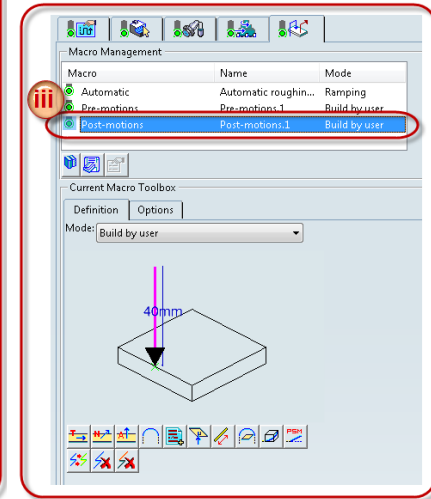 Macro Management
Macro Name Mode
Automatic Automatic roughin... Ramping
iii
Pre-motions Pre-motions.1 Build by user
Post-motions Post-motions.1 Build by user
Current Macro Toolbox
Definition Options
Mode: Build by user
40mm
PSM